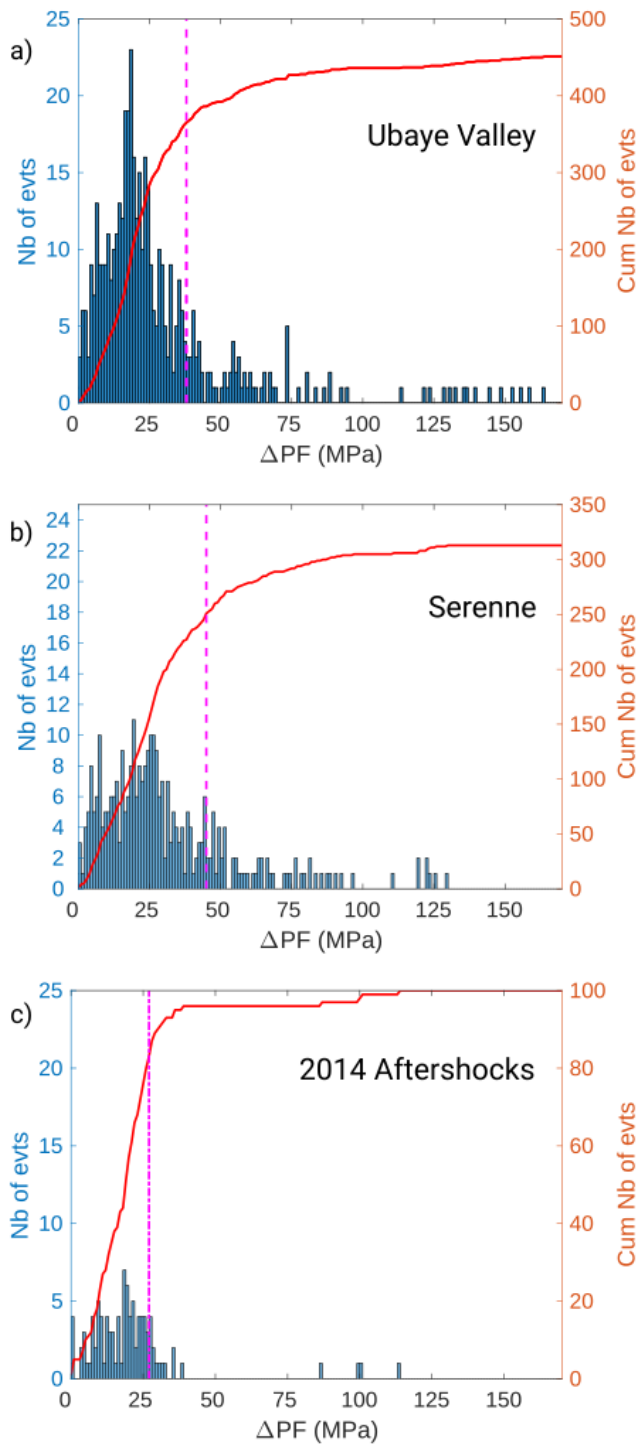 a)
Ubaye Valley
Nb of evts
Cum Nb of evts
25
20
15
10
5
0
500
400
300
200
100
0
0 25 50 75 100 125 150
ΔPF (MPa)
b)
Serenne
Nb of evts
Cum Nb of evts
24
22
20
18
16
14
12
10
8
6
4
2
0
350
300
250
200
150
100
50
0
0 25 50 75 100 125 150
ΔPF (MPa)
c)
2014 Aftershocks
Nb of evts
Cum Nb of evts
25
20
15
10
5
0
100
80
60
40
20
0
0 25 50 75 100 125 150
ΔPF (MPa)